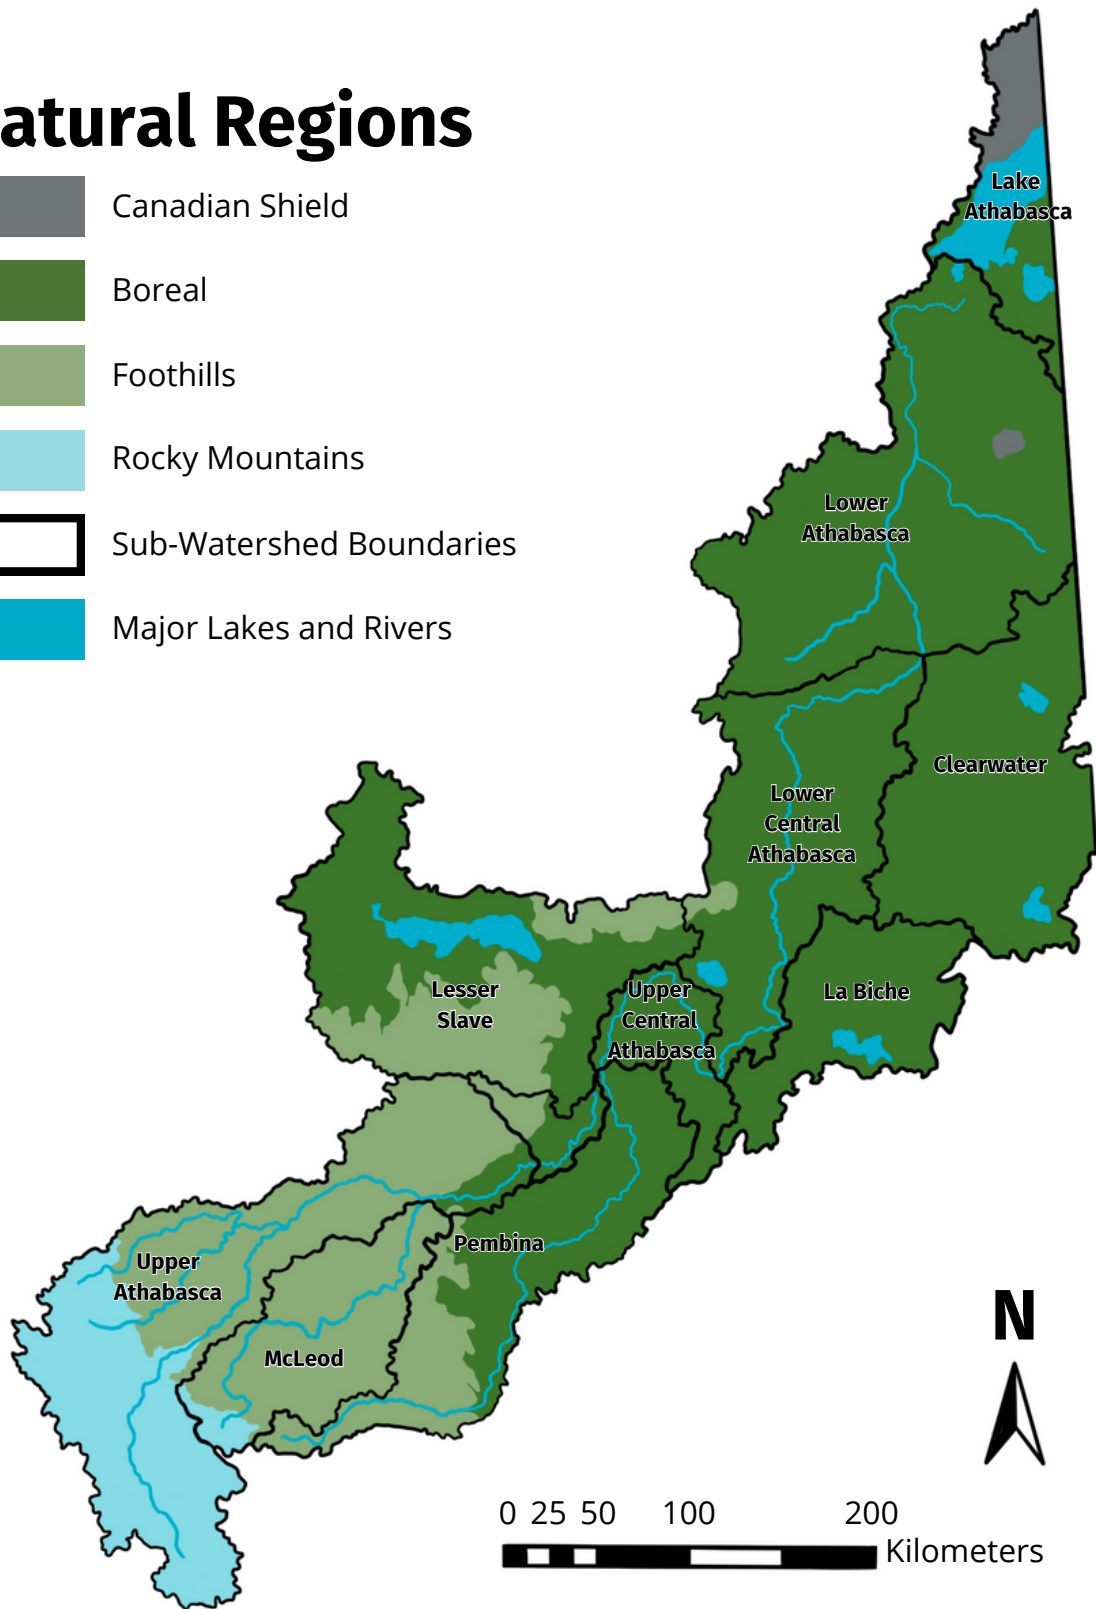 atural Regions
Canadian Shield
Boreal
Foothills
Rocky Mountains
Sub-Watershed Boundaries
Major Lakes and Rivers
Lake
Athabasca
Lower
Athabasca
Clearwater
Lower
Central
Athabasca
La Biche
Lesser
Slave
Upper
Central
Athabasca
Pembina
Upper
Athabasca
McLeod
N
0 25 50 100 200
Kilometers